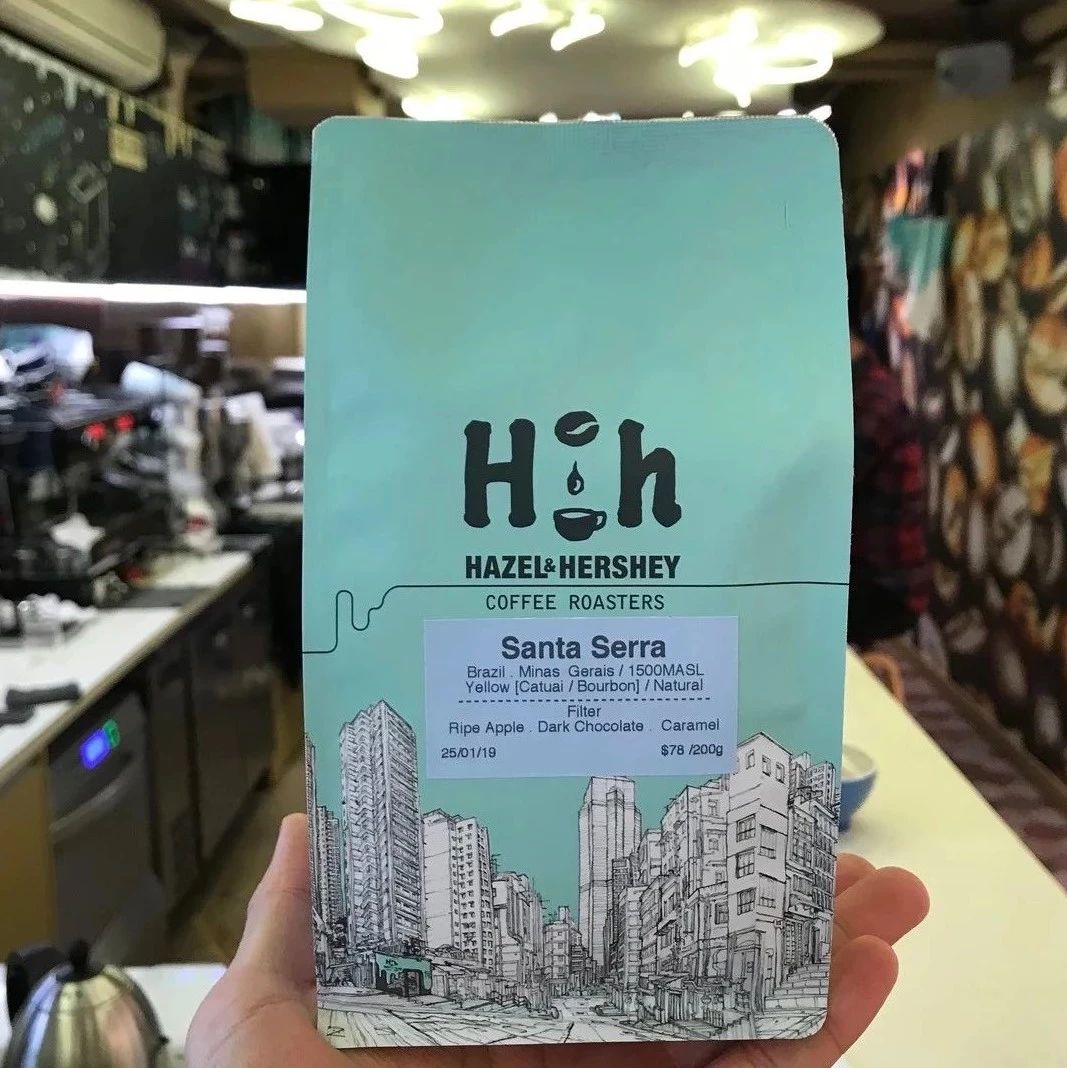 H h
HAZEL&HERSHEY
COFFEE ROASTERS
Santa Serra
Brazil . Minas Gerais / 1500MASL
Yellow [Catuai / Bourbon] / Natural
Filter
Ripe Apple . Dark Chocolate . Caramel
25/01/19 $78 /200g